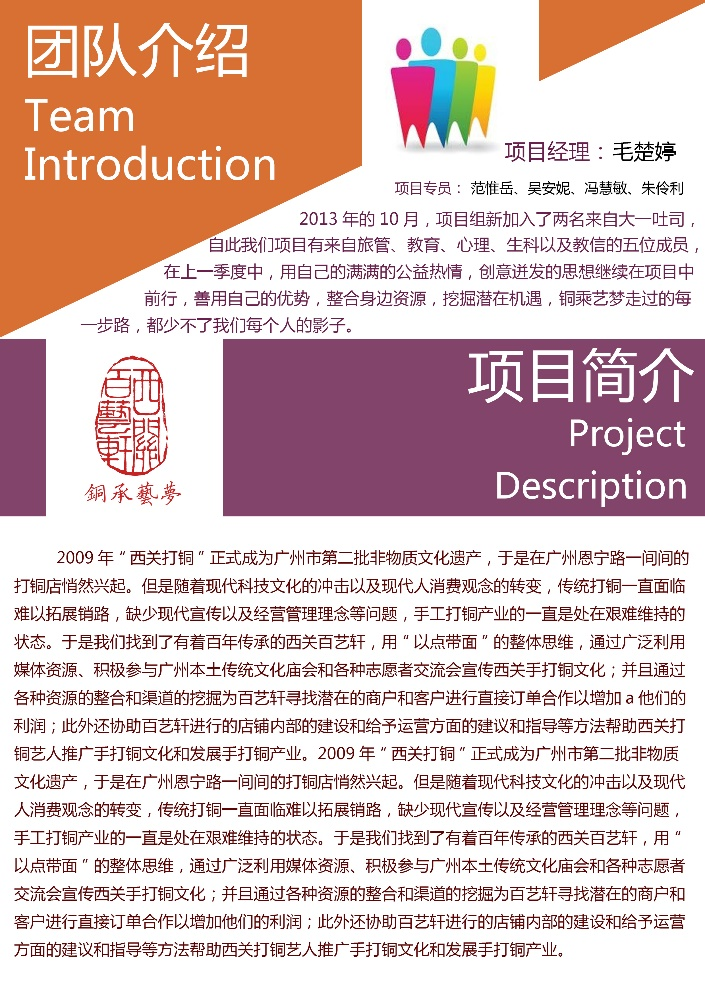 团队介绍
Team
Introduction
项目经理：毛楚婷
项目专员：范惟岳、吴安妮、冯慧敏、朱伶利
2013 年的 10 月，项目组新加入了两名来自大一吐司，
自此我们项目有来自旅管、教育、心理、生科以及教信的五位成员，
在上一季度中，用自己的满满的公益热情，创意迸发的思想继续在项目中
前行，善用自己的优势，整合身边资源，挖掘潜在机遇，铜乘艺梦走过的每
一步路，都少不了我们每个人的影子。
西關
百藝軒
銅承藝夢
项目简介
Project
Description
2009 年 “ 西关打铜 ” 正式成为广州市第二批非物质文化遗产，于是在广州恩宁路一间间的
打铜店悄然兴起。但是随着现代科技文化的冲击以及现代人消费观念的转变，传统打铜一直面临
难以拓展销路，缺少现代宣传以及经营管理理念等问题，手工打铜产业的一直是处在艰难维持的
状态。于是我们找到了有着百年传承的西关百艺轩，用 “ 以点带面 ” 的整体思维，通过广泛利用
媒体资源、积极参与广州本土传统文化庙会和各种志愿者交流会宣传西关手打铜文化；并且通过
各种资源的整合和渠道的挖掘为百艺轩寻找潜在的商户和客户进行直接订单合作以增加 a 他们的
利润；此外还协助百艺轩进行的店铺内部的建设和给予运营方面的建议和指导等方法帮助西关打
铜艺人推广手打铜文化和发展手打铜产业。2009 年 “ 西关打铜 ” 正式成为广州市第二批非物质
文化遗产，于是在广州恩宁路一间间的打铜店悄然兴起。但是随着现代科技文化的冲击以及现代
人消费观念的转变，传统打铜一直面临难以拓展销路，缺少现代宣传以及经营管理理念等问题，
手工打铜产业的一直是处在艰难维持的状态。于是我们找到了有着百年传承的西关百艺轩，用 “
以点带面 ” 的整体思维，通过广泛利用媒体资源、积极参与广州本土传统文化庙会和各种志愿者
交流会宣传西关手打铜文化；并且通过各种资源的整合和渠道的挖掘为百艺轩寻找潜在的商户和
客户进行直接订单合作以增加他们的利润；此外还协助百艺轩进行的店铺内部的建设和给予运营
方面的建议和指导等方法帮助西关打铜艺人推广手打铜文化和发展手打铜产业。